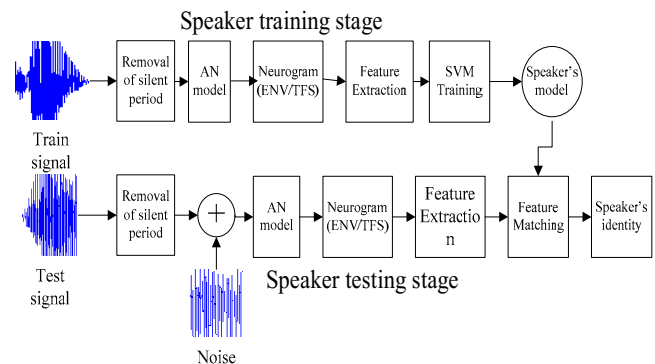 Speaker training stage
Removal
of silent
period
AN
model
Neurogram
(ENV/TFS)
Feature
Extraction
SVM
Training
Speaker's
model
Train
signal
Removal
of silent
period
+
AN
model
Neurogram
(ENV/TFS)
Feature
Extractio
n
Feature
Matching
Speaker's
identity
Test
signal
Speaker testing stage
Noise